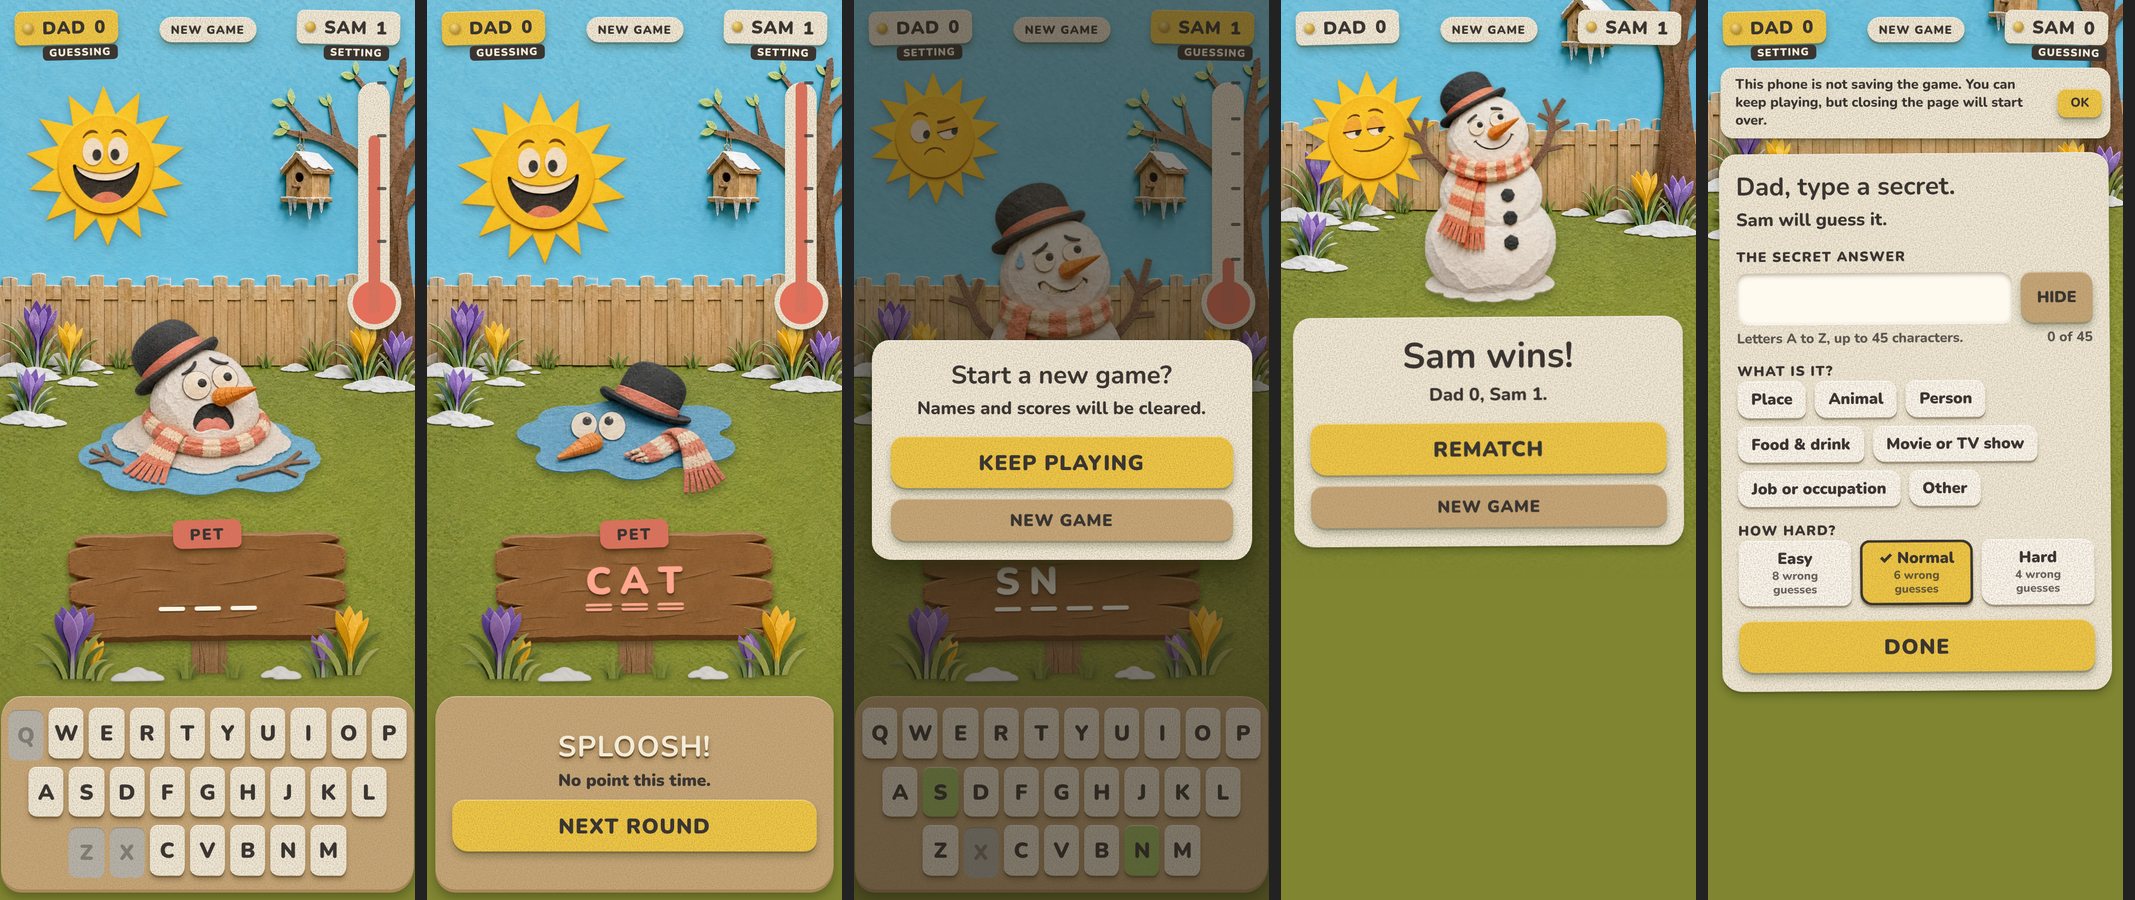 DAD 0
NEW GAME
SAM 1
GUESSING
SETTING
PET
Q W E R T Y U I O P
A S D F G H J K L
Z X C V B N M
DAD 0
NEW GAME
SAM 1
GUESSING
SETTING
PET
CAT
SPLOOSH!
No point this time.
NEXT ROUND
DAD 0
NEW GAME
SAM 1
SETTING
GUESSING
Start a new game?
Names and scores will be cleared.
KEEP PLAYING
NEW GAME
SN
Q W E R T Y U I O P
A S D F G H J K L
Z X C V B N M
DAD 0
NEW GAME
SAM 1
Sam wins!
Dad 0, Sam 1.
REMATCH
NEW GAME
DAD 0
NEW GAME
SAM 0
SETTING
GUESSING
This phone is not saving the game. You can
keep playing, but closing the page will start
over.
OK
Dad, type a secret.
Sam will guess it.
THE SECRET ANSWER
HIDE
Letters A to Z, up to 45 characters.
0 of 45
WHAT IS IT?
Place
Animal
Person
Food & drink
Movie or TV show
Job or occupation
Other
HOW HARD?
Easy
8 wrong
guesses
✓ Normal
6 wrong
guesses
Hard
4 wrong
guesses
DONE